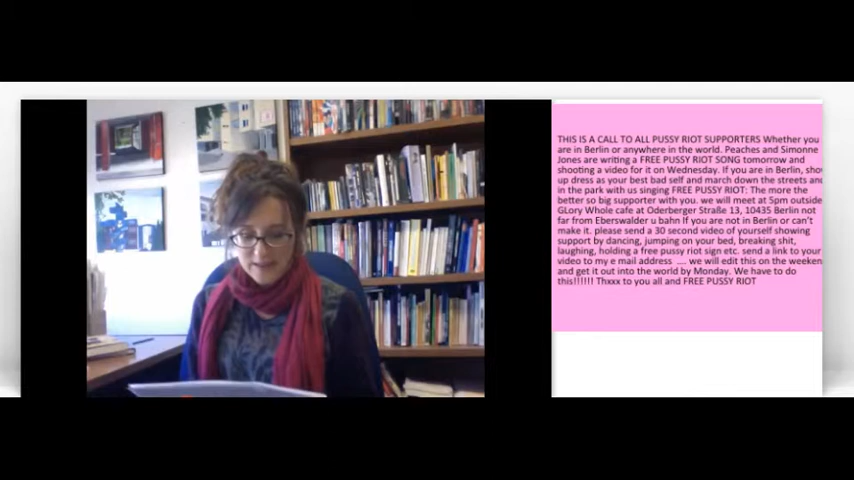 THIS IS A CALL TO ALL PUSSY RIOT SUPPORTERS Whether you
are in Berlin or anywhere in the world. Peaches and Simonne
Jones are writing a FREE PUSSY RIOT SONG tomorrow and
shooting a video for it on Wednesday. If you are in Berlin, show
up dress as your best bad self and march down the streets and
in the park with us singing FREE PUSSY RIOT: The more the
better so big supporter with you. we will meet at 5pm outside
GLory Whole cafe at Oderberger Straße 13, 10435 Berlin not
far from Eberswalder u bahn If you are not in Berlin or can't
make it. please send a 30 second video of yourself showing
support by dancing, jumping on your bed, breaking shit,
laughing, holding a free pussy riot sign etc. send a link to your
video to my e mail address .... we will edit this on the weeken
and get it out into the world by Monday. We have to do
this!!!!!! Thxxx to you all and FREE PUSSY RIOT